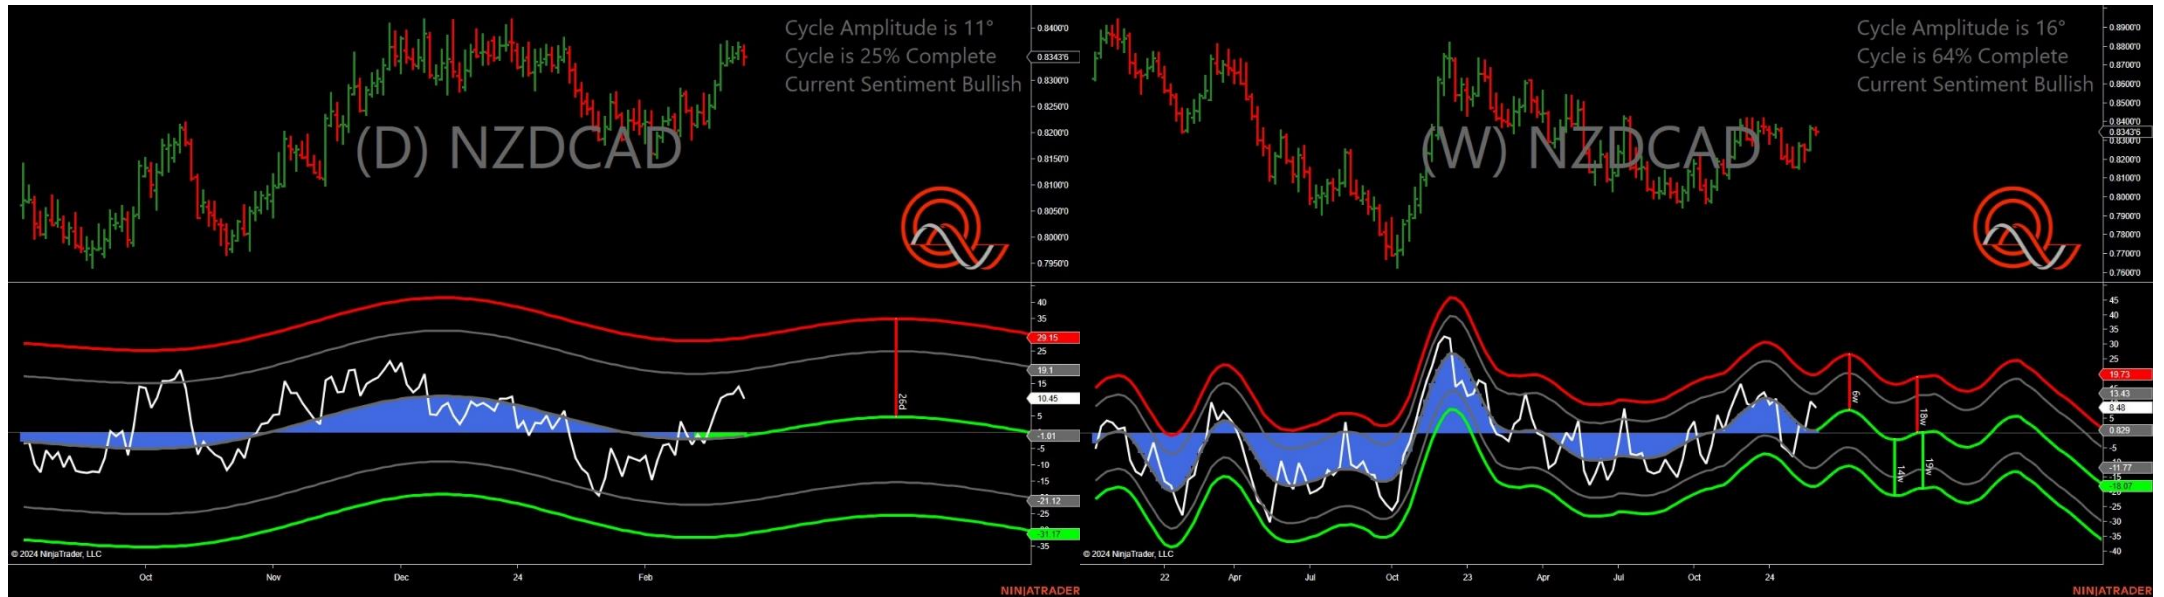 Cycle Amplitude is 11°
Cycle is 25% Complete
Current Sentiment Bullish
(D) NZDCAD
0.8400'0
0.8343'6
0.8300'0
0.8250'0
0.8200'0
0.8150'0
0.8100'0
0.8050'0
0.8000'0
0.7950'0
40
35
29.15
25
19.1
15
10.45
5
-1.01
-5
-10
-15
-21.12
-31.17
-35
26d
© 2024 NinjaTrader, LLC
Oct
Nov
Dec
24
Feb
NINJATRADER
Cycle Amplitude is 16°
Cycle is 64% Complete
Current Sentiment Bullish
(W) NZDCAD
0.8900'0
0.8800'0
0.8700'0
0.8600'0
0.8500'0
0.8400'0
0.8343'6
0.8200'0
0.8100'0
0.8000'0
0.7900'0
0.7800'0
0.7700'0
0.7600'0
45
40
35
30
25
19.73
13.43
8.48
5
0.829
-5
-11.77
-18.07
-25
-30
-35
-40
6w
18w
14w
19w
© 2024 NinjaTrader, LLC
22
Apr
Jul
Oct
23
Apr
Jul
Oct
24
NINJATRADER